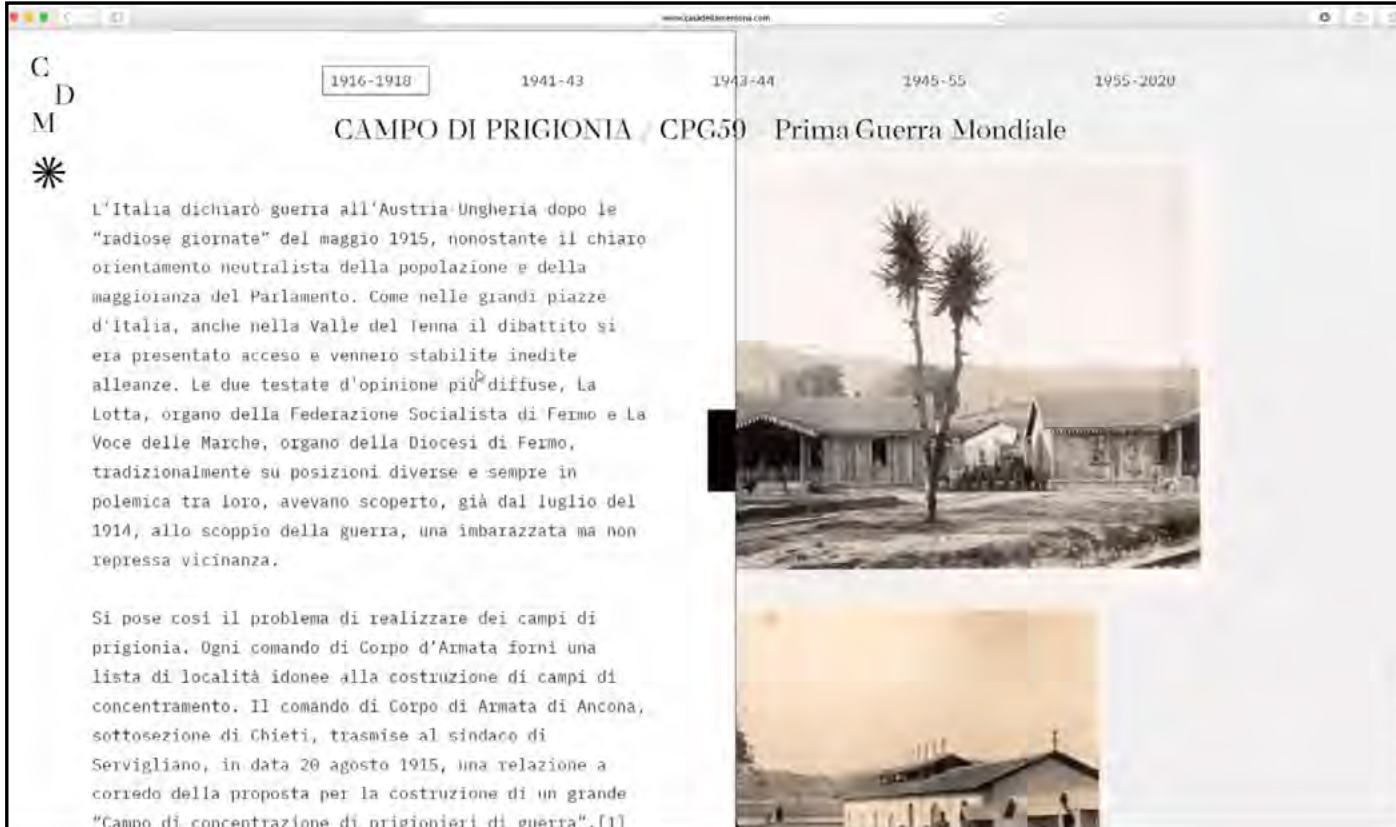 www.casadellamemoria.com
C
D
M
1916-1918 1941-43 1943-44 1945-55 1955-2020
CAMPO DI PRIGIONIA / CPG59 - Prima Guerra Mondiale
L'Italia dichiarò guerra all'Austria-Ungheria dopo le
"radiose giornate" del maggio 1915, nonostante il chiaro
orientamento neutralista della popolazione e della
maggioranza del Parlamento. Come nelle grandi piazze
d'Italia, anche nella Valle del Tenna il dibattito si
era presentato acceso e vennero stabilite inedite
alleanze. Le due testate d'opinione più diffuse, La
Lotta, organo della Federazione Socialista di Fermo e La
Voce delle Marche, organo della Diocesi di Fermo,
tradizionalmente su posizioni diverse e sempre in
polemica tra loro, avevano scoperto, già dal luglio del
1914, allo scoppio della guerra, una imbarazzata ma non
repressa vicinanza.
Si pose così il problema di realizzare dei campi di
prigionia. Ogni comando di Corpo d'Armata fornì una
lista di località idonee alla costruzione di campi di
concentramento. Il comando di Corpo di Armata di Ancona,
sottosezione di Chieti, trasmise al sindaco di
Servigliano, in data 20 agosto 1915, una relazione a
corredo della proposta per la costruzione di un grande
"Campo di concentrazione di prigionieri di guerra".[1]